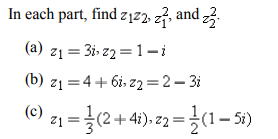 In each part, find z₁z₂, z₁², and z₂².
(a) z₁ = 3i, z₂ = 1 – i
(b) z₁ = 4 + 6i, z₂ = 2 – 3i
(c) z₁ = 1/3(2 + 4i), z₂ = 1/2(1 – 5i)